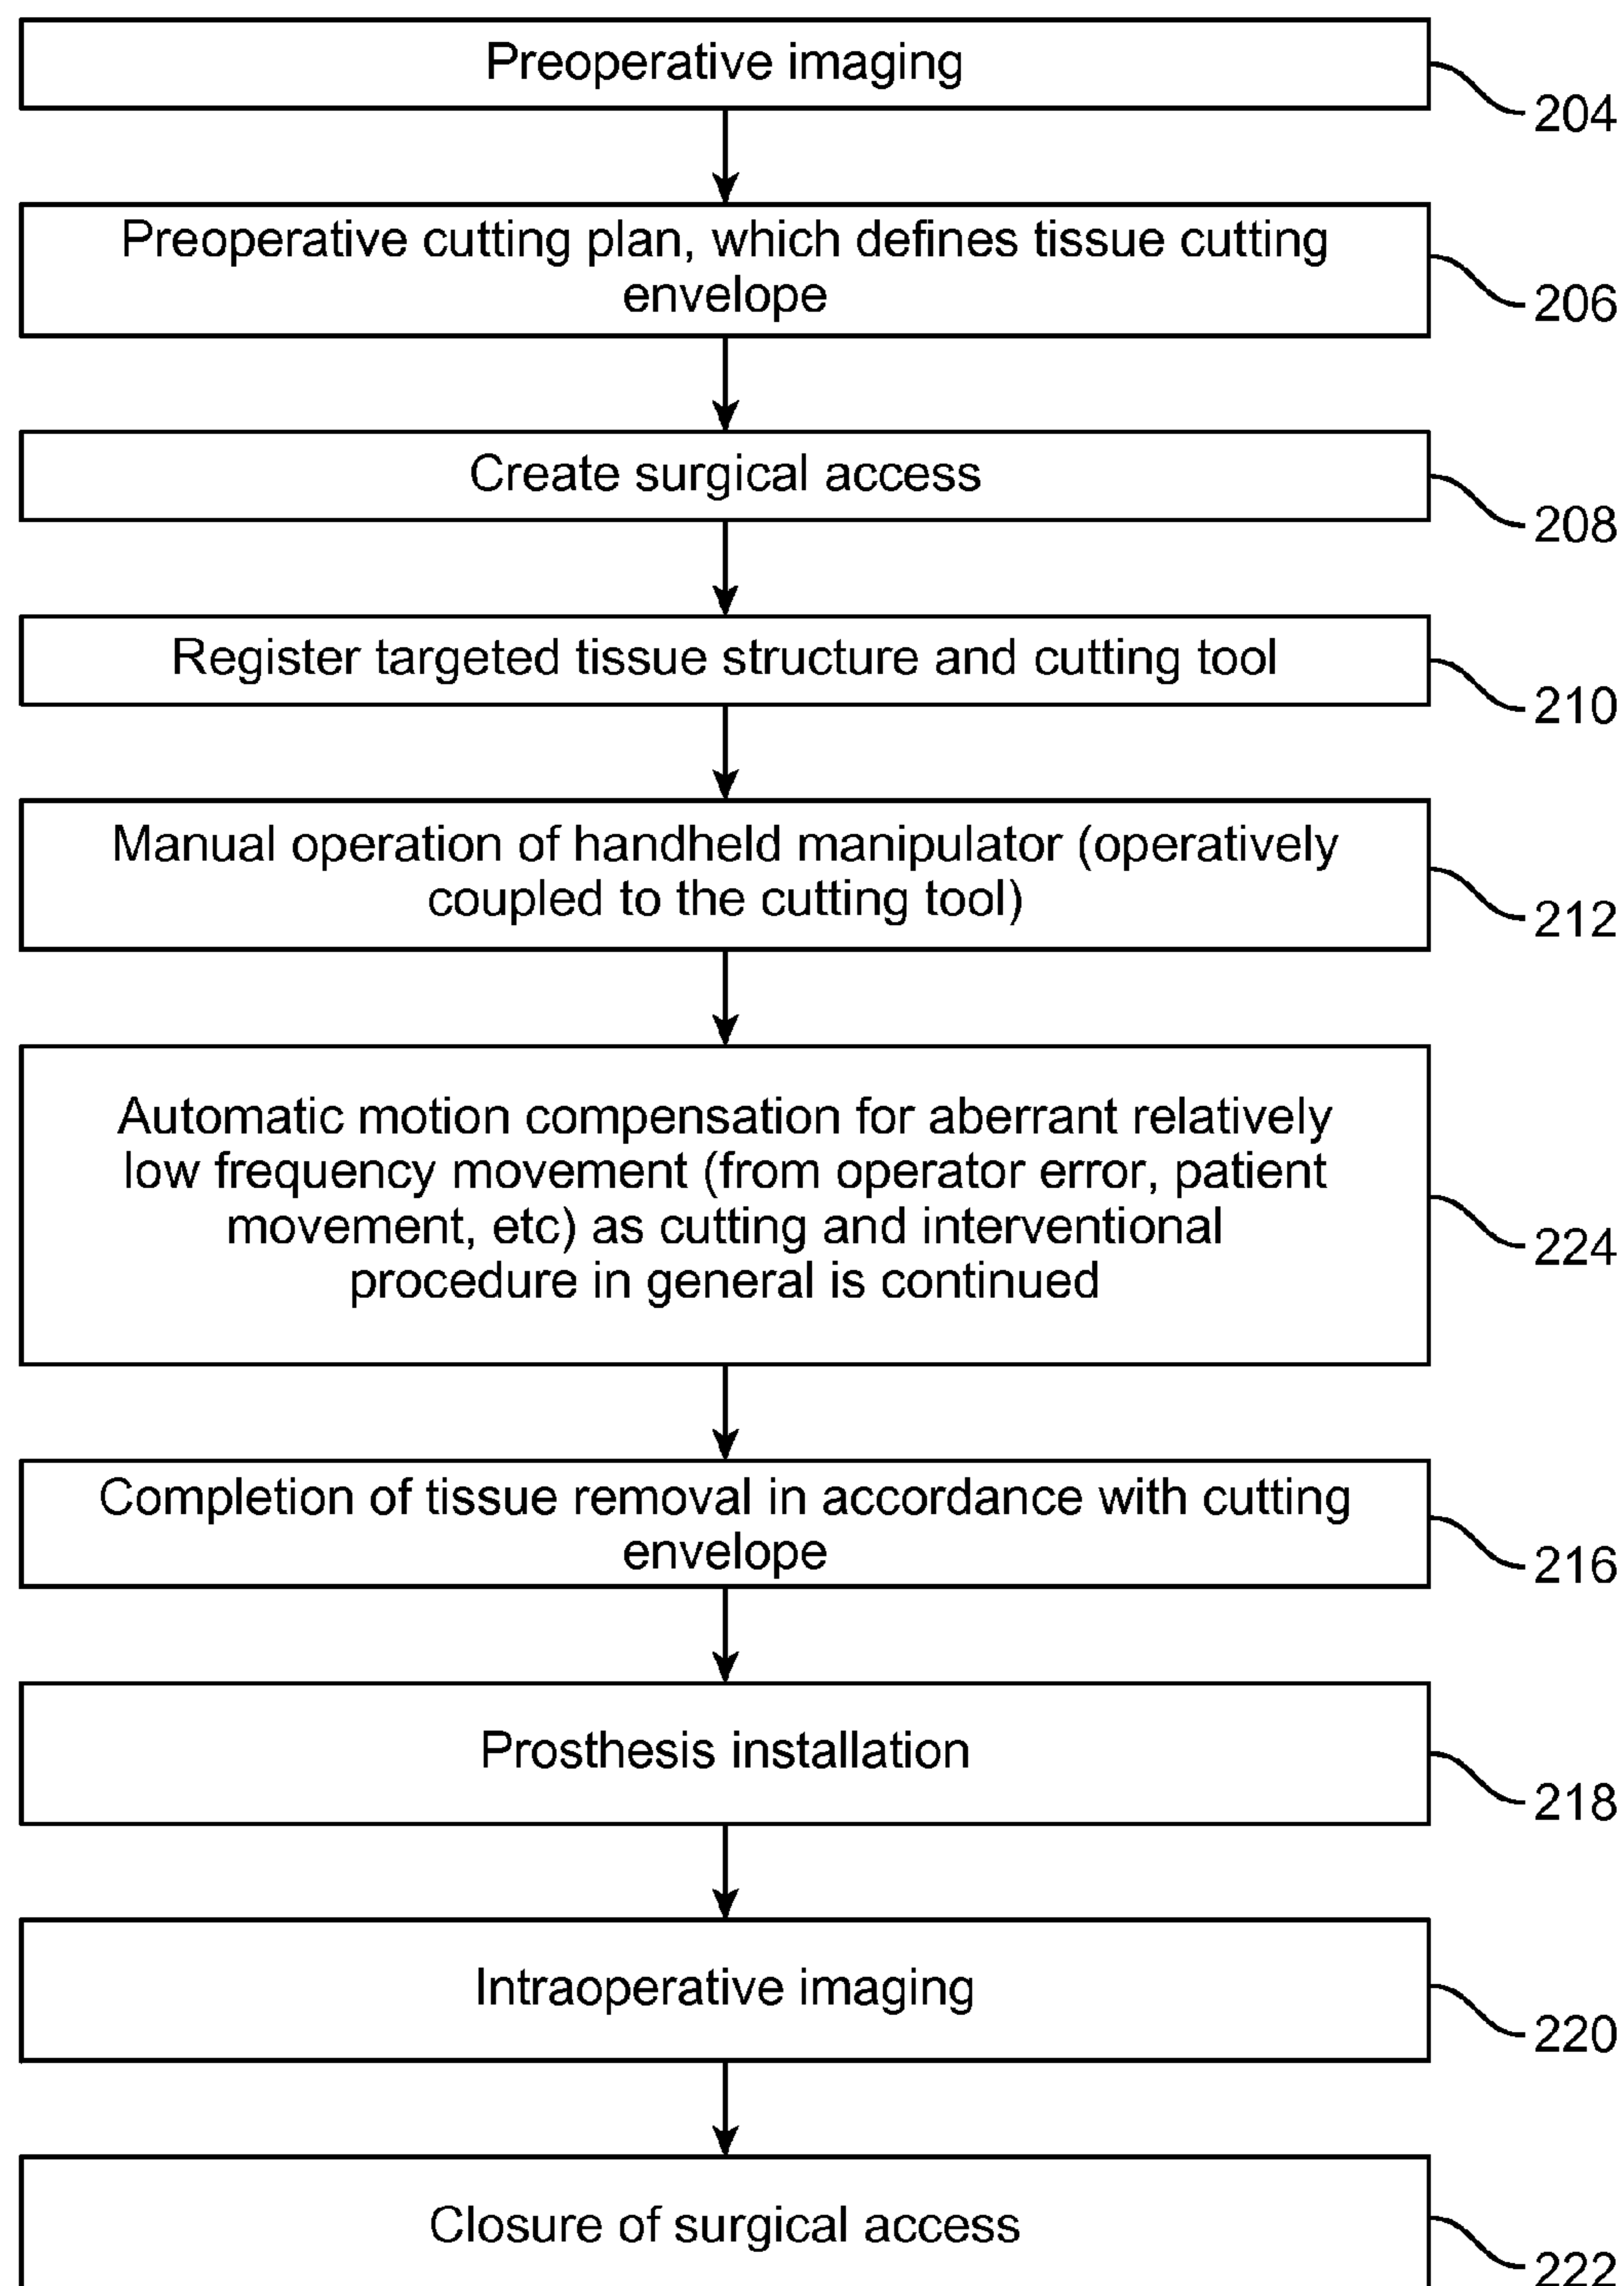 Preoperative imaging
204
Preoperative cutting plan, which defines tissue cutting
envelope
206
Create surgical access
208
Register targeted tissue structure and cutting tool
210
Manual operation of handheld manipulator (operatively
coupled to the cutting tool)
212
Automatic motion compensation for aberrant relatively
low frequency movement (from operator error, patient
movement, etc) as cutting and interventional
procedure in general is continued
224
Completion of tissue removal in accordance with cutting
envelope
216
Prosthesis installation
218
Intraoperative imaging
220
Closure of surgical access
222